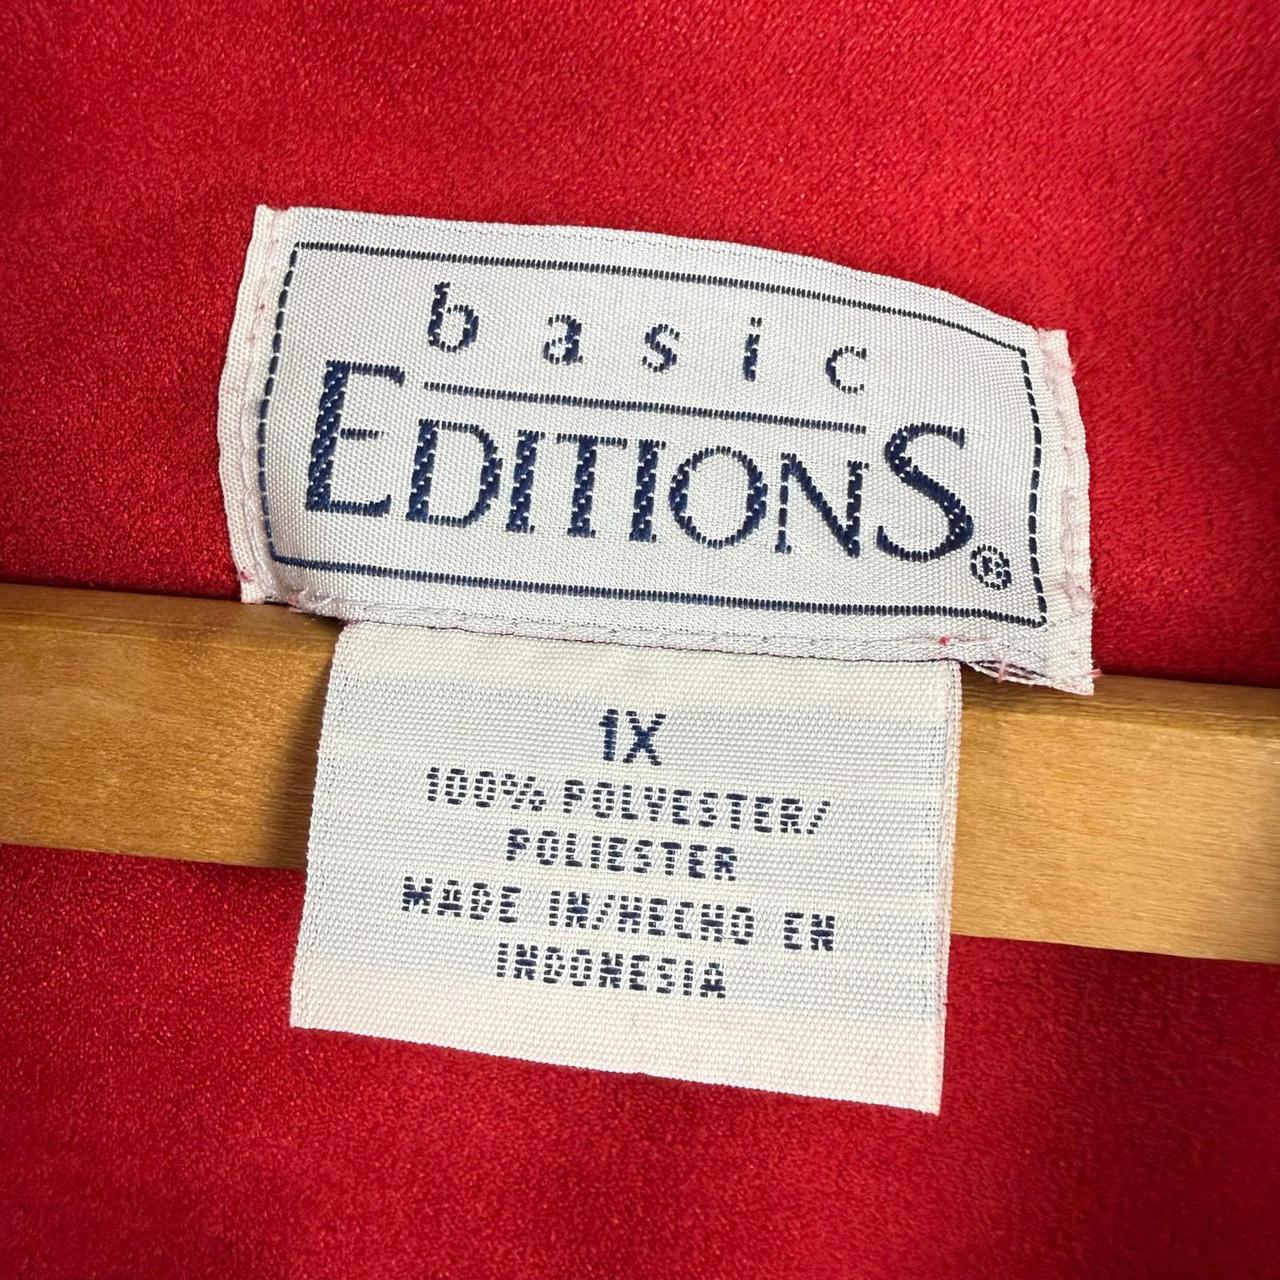 basic
EDITIONS®
1X
100% POLYESTER/
POLIESTER
MADE IN/HECHO EN
INDONESIA